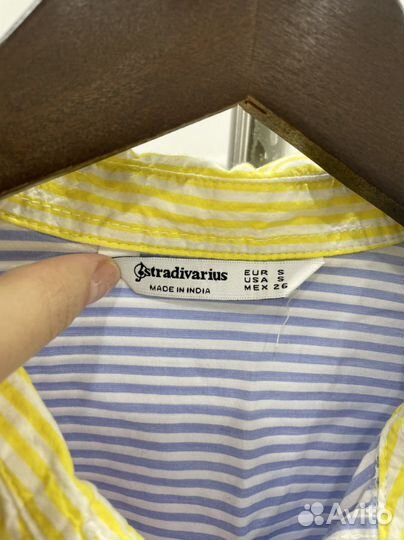 stradivarius
MADE IN INDIA
EUR S
USA S
MEX 26
Avito